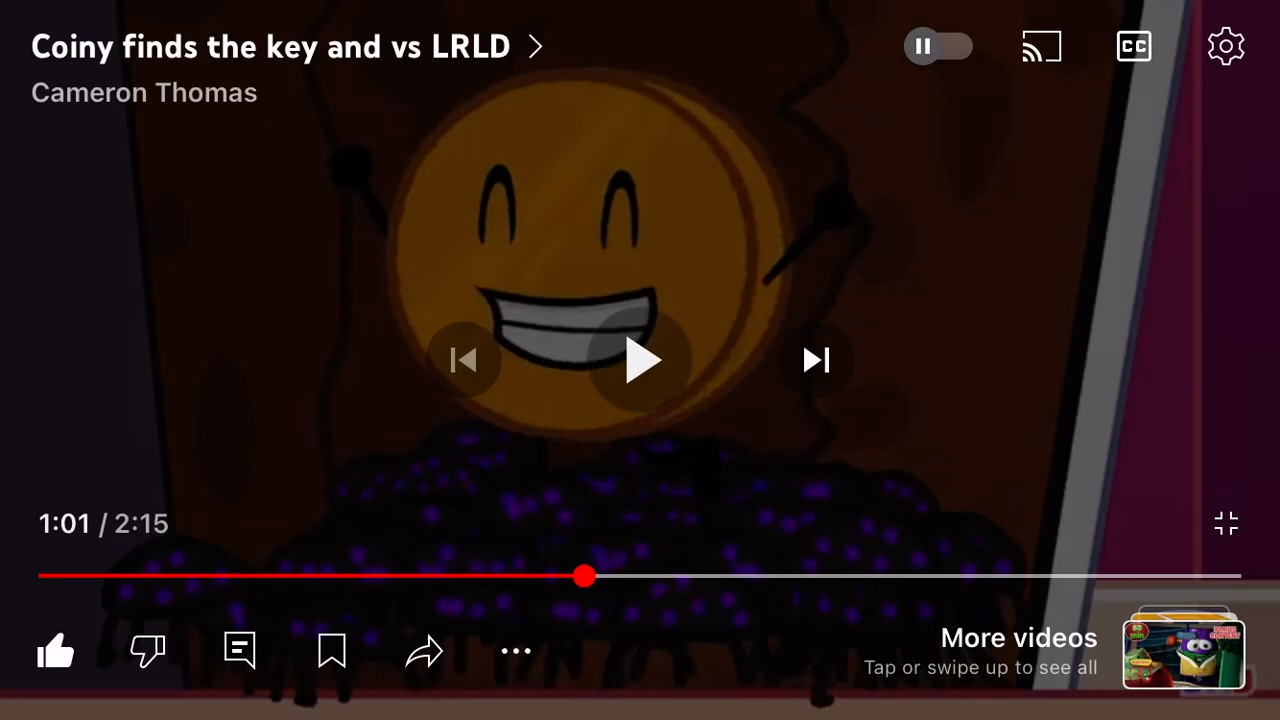 Coiny finds the key and vs LRLD
Cameron Thomas
CC
1:01 / 2:15
More videos
Tap or swipe up to see all